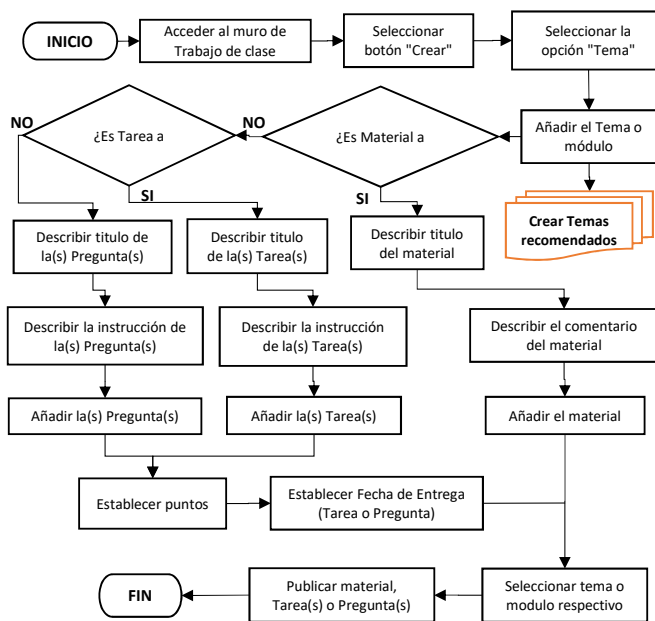 INICIO
Acceder al muro de
Trabajo de clase
Seleccionar
botón "Crear"
Seleccionar la
opción "Tema"
NO
¿Es Tarea a
NO
¿Es Material a
Añadir el Tema o
módulo
SI
SI
Crear Temas
recomendados
Describir titulo de
la(s) Pregunta(s)
Describir titulo
de la(s) Tarea(s)
Describir titulo
del material
Describir la instrucción de
la(s) Pregunta(s)
Describir la instrucción
de la(s) Tarea(s)
Describir el comentario
del material
Añadir la(s) Pregunta(s)
Añadir la(s) Tarea(s)
Añadir el material
Establecer puntos
Establecer Fecha de Entrega
(Tarea o Pregunta)
FIN
Publicar material,
Tarea(s) o Pregunta(s)
Seleccionar tema o
modulo respectivo